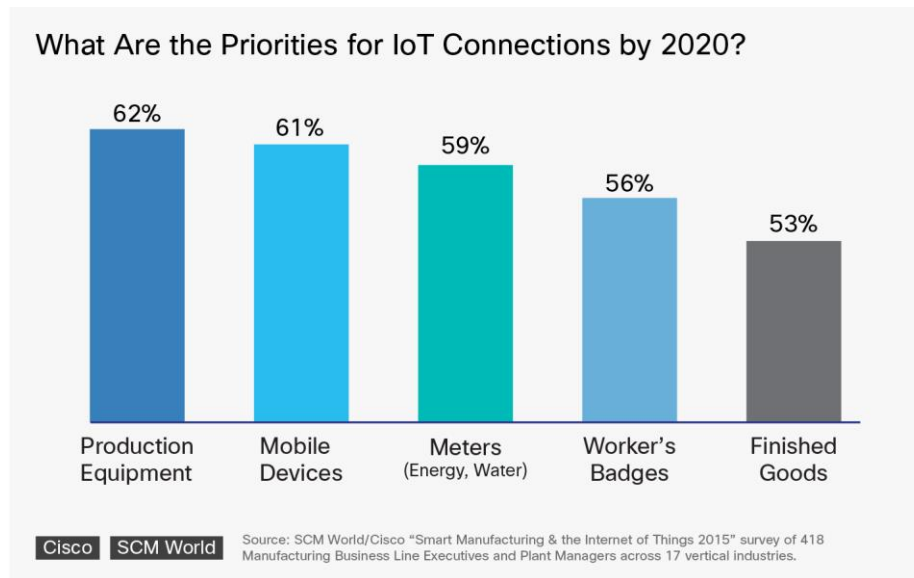 What Are the Priorities for IoT Connections by 2020?
62%
61%
59%
56%
53%
Production
Equipment
Mobile
Devices
Meters
(Energy, Water)
Worker’s
Badges
Finished
Goods
Cisco
SCM World
Source: SCM World/Cisco “Smart Manufacturing & the Internet of Things 2015” survey of 418
Manufacturing Business Line Executives and Plant Managers across 17 vertical industries.